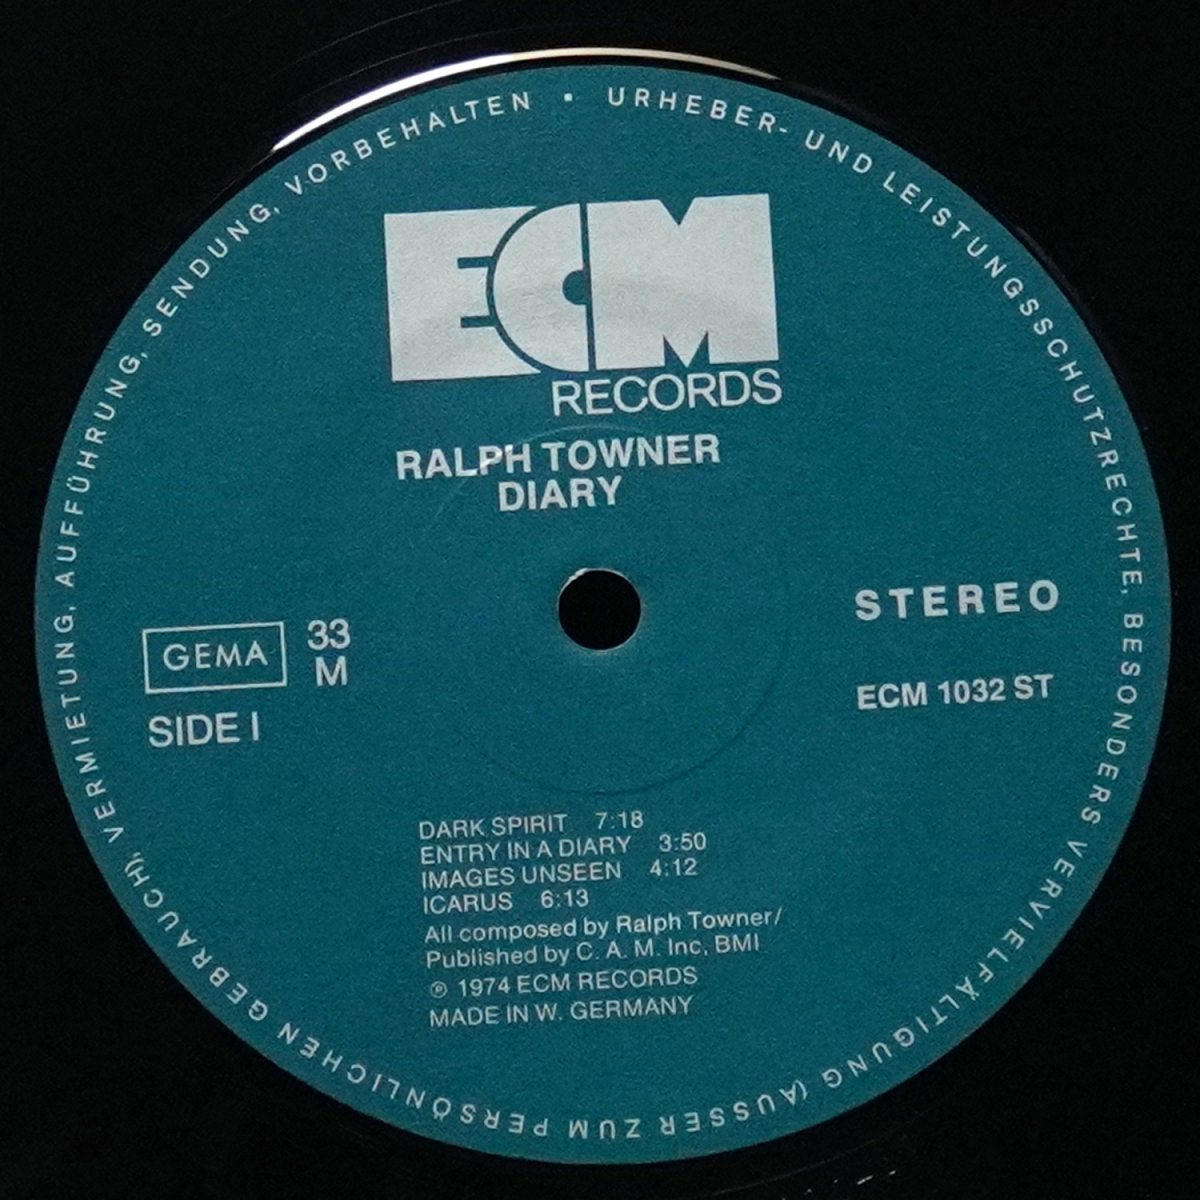 URHEBER- UND LEISTUNGSSCHUTZRECHTE, BESONDERS VERVIELFÄLTIGUNG (AUSSER ZUM PERSÖNLICHEN GEBRAUCH), VERMIETUNG, AUFFÜHRUNG, SENDUNG, VORBEHALTEN ·
ECM
RECORDS
RALPH TOWNER
DIARY
STEREO
GEMA
33
M
ECM 1032 ST
SIDE I
DARK SPIRIT 7:18
ENTRY IN A DIARY 3:50
IMAGES UNSEEN 4:12
ICARUS 6:13
All composed by Ralph Towner/
Published by C. A. M. Inc, BMI
℗ 1974 ECM RECORDS
MADE IN W. GERMANY